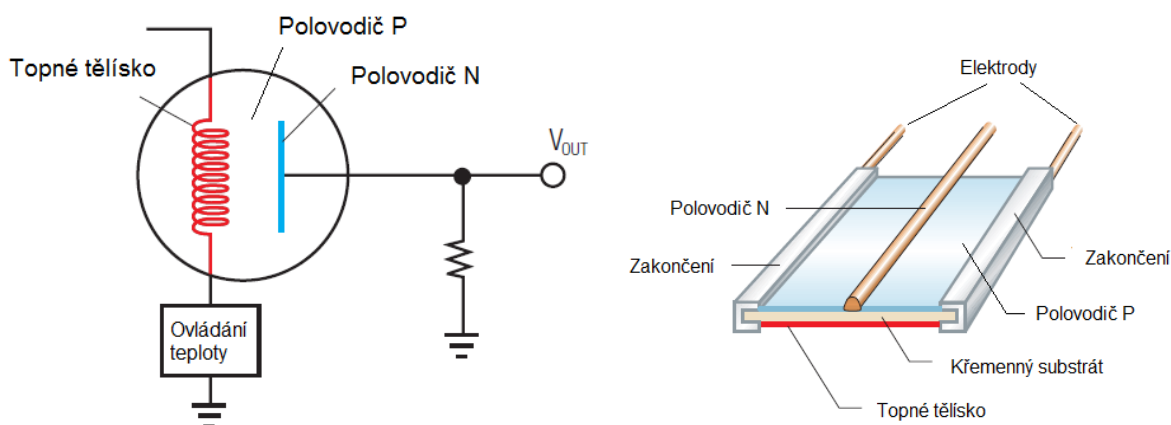 Polovodič P
Topné tělísko
Polovodič N
VOUT
Ovládání
teploty
Elektrody
Polovodič N
Zakončení
Zakončení
Polovodič P
Křemenný substrát
Topné tělísko